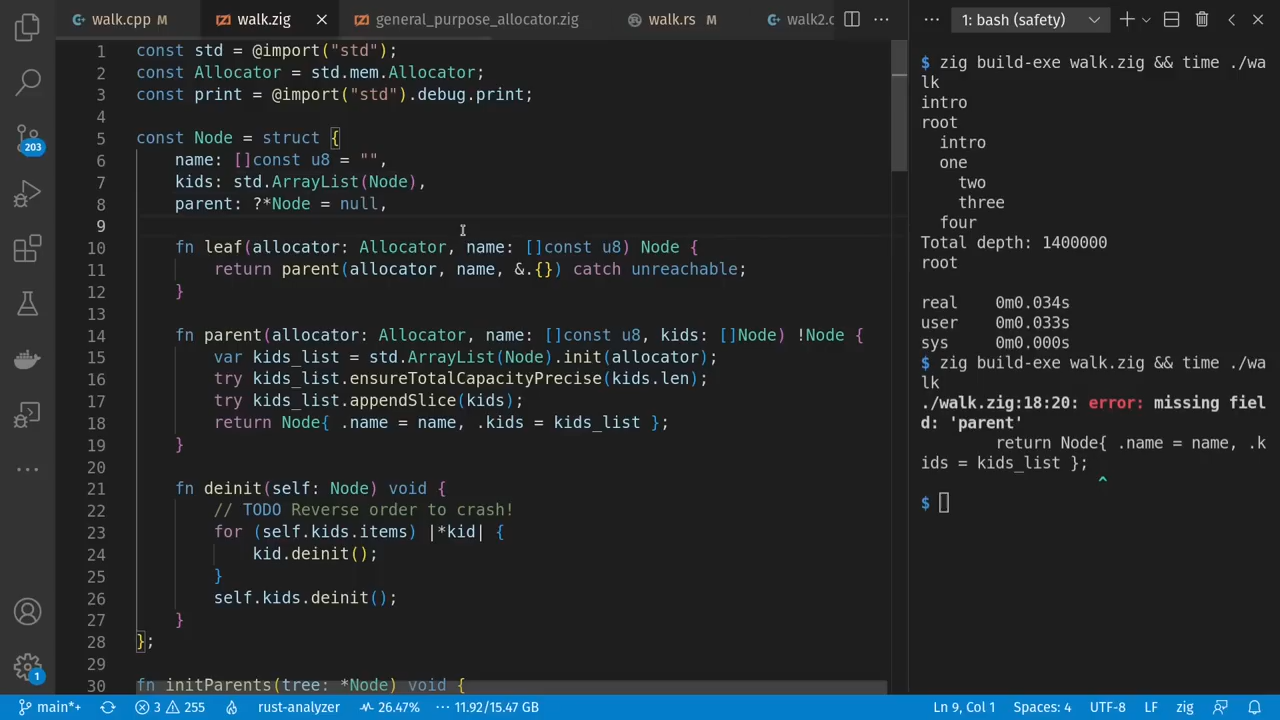 walk.cpp M walk.zig general_purpose_allocator.zig walk.rs M walk2.c ··· ··· 1: bash (safety)
1 const std = @import("std");
2 const Allocator = std.mem.Allocator;
3 const print = @import("std").debug.print;
4
5 const Node = struct {
6 name: []const u8 = "",
7 kids: std.ArrayList(Node),
8 parent: ?*Node = null,
9
10 fn leaf(allocator: Allocator, name: []const u8) Node {
11 return parent(allocator, name, &.{}) catch unreachable;
12 }
13
14 fn parent(allocator: Allocator, name: []const u8, kids: []Node) !Node {
15 var kids_list = std.ArrayList(Node).init(allocator);
16 try kids_list.ensureTotalCapacityPrecise(kids.len);
17 try kids_list.appendSlice(kids);
18 return Node{ .name = name, .kids = kids_list };
19 }
20
21 fn deinit(self: Node) void {
22 // TODO Reverse order to crash!
23 for (self.kids.items) |*kid| {
24 kid.deinit();
25 }
26 self.kids.deinit();
27 }
28 };
29
30 fn initParents(tree: *Node) void {
$ zig build-exe walk.zig && time ./wa
lk
intro
root
intro
one
two
three
four
Total depth: 1400000
root
real 0m0.034s
user 0m0.033s
sys 0m0.000s
$ zig build-exe walk.zig && time ./wa
lk
./walk.zig:18:20: error: missing fiel
d: 'parent'
return Node{ .name = name, .k
ids = kids_list };
^
$
203
1
main*+ 3 255 rust-analyzer 26.47% ··· 11.92/15.47 GB Ln 9, Col 1 Spaces: 4 UTF-8 LF zig